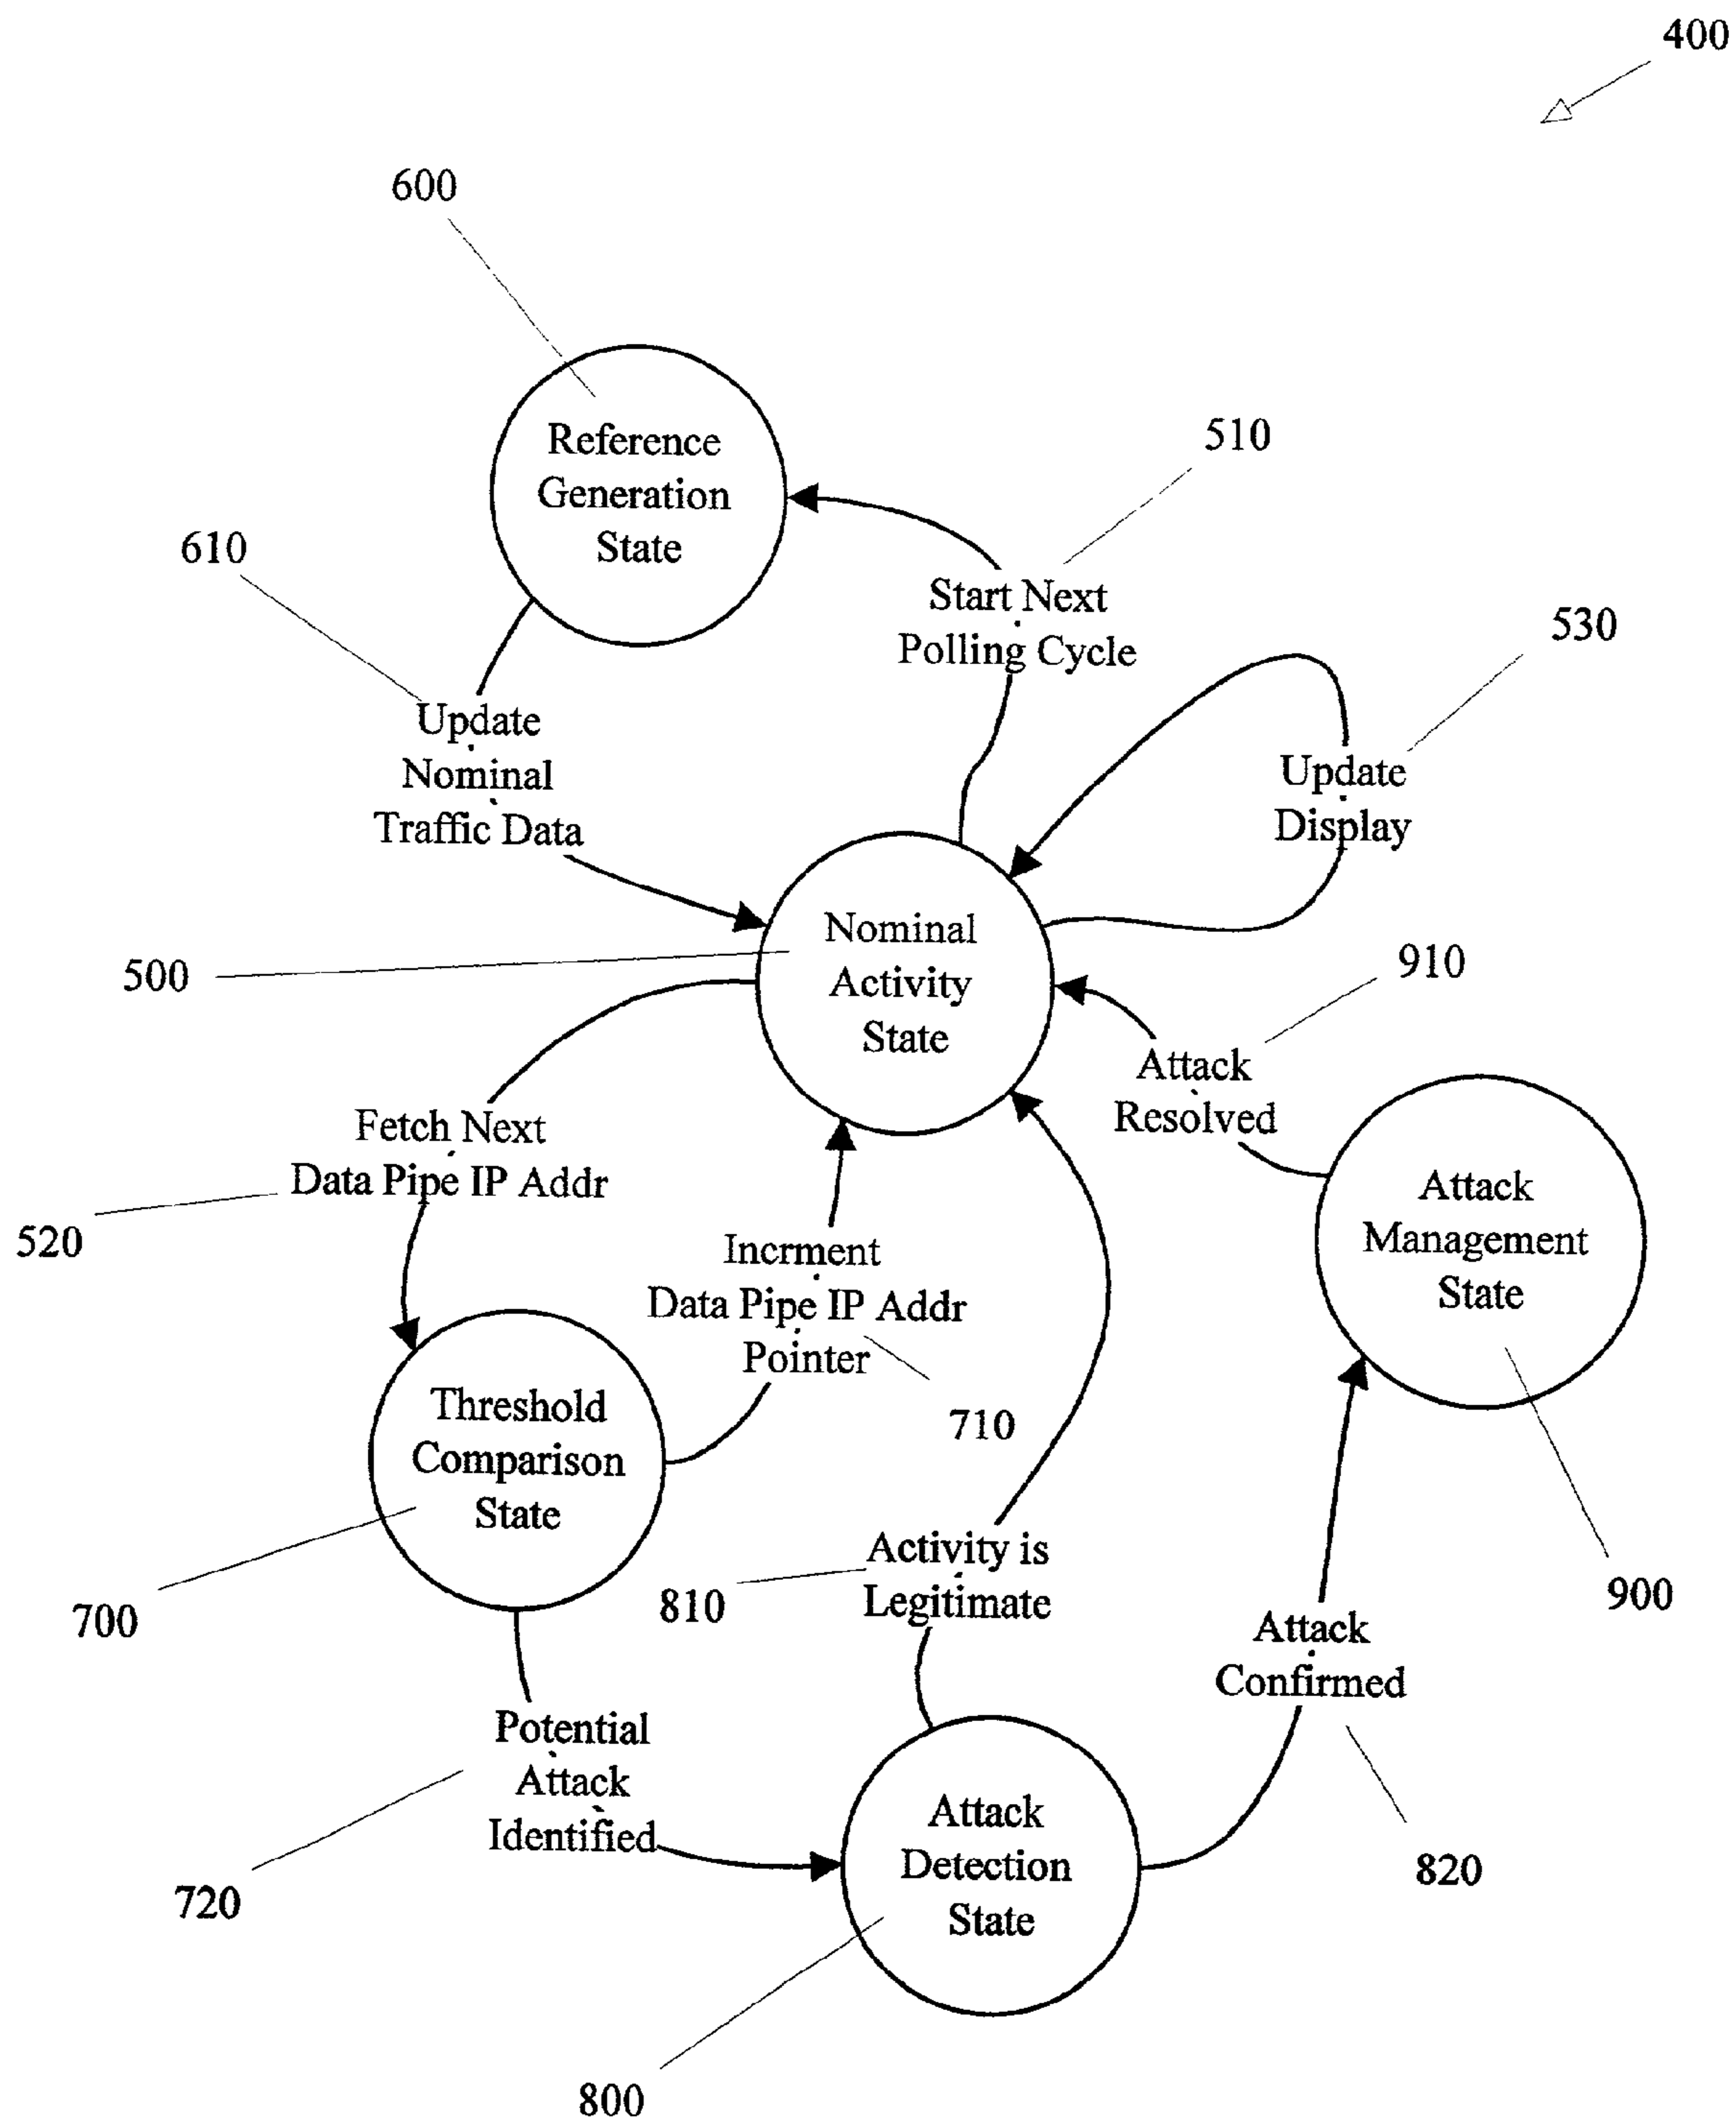 400
600
Reference
Generation
State
510
610
Start Next
Polling Cycle
530
Update
Nominal
Traffic Data
Update
Display
Nominal
Activity
State
500
910
Attack
Resolved
Fetch Next
Data Pipe IP Addr
520
Attack
Management
State
Incrment
Data Pipe IP Addr
Pointer
710
Threshold
Comparison
State
700
Activity is
Legitimate
810
900
Attack
Confirmed
Potential
Attack
Identified
720
Attack
Detection
State
820
800